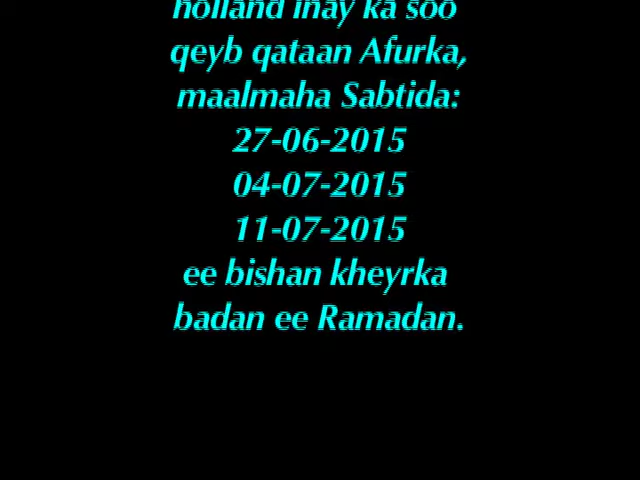 holland inay ka soo
qeyb qataan Afurka,
maalmaha Sabtida:
27-06-2015
04-07-2015
11-07-2015
ee bishan kheyrka
badan ee Ramadan.